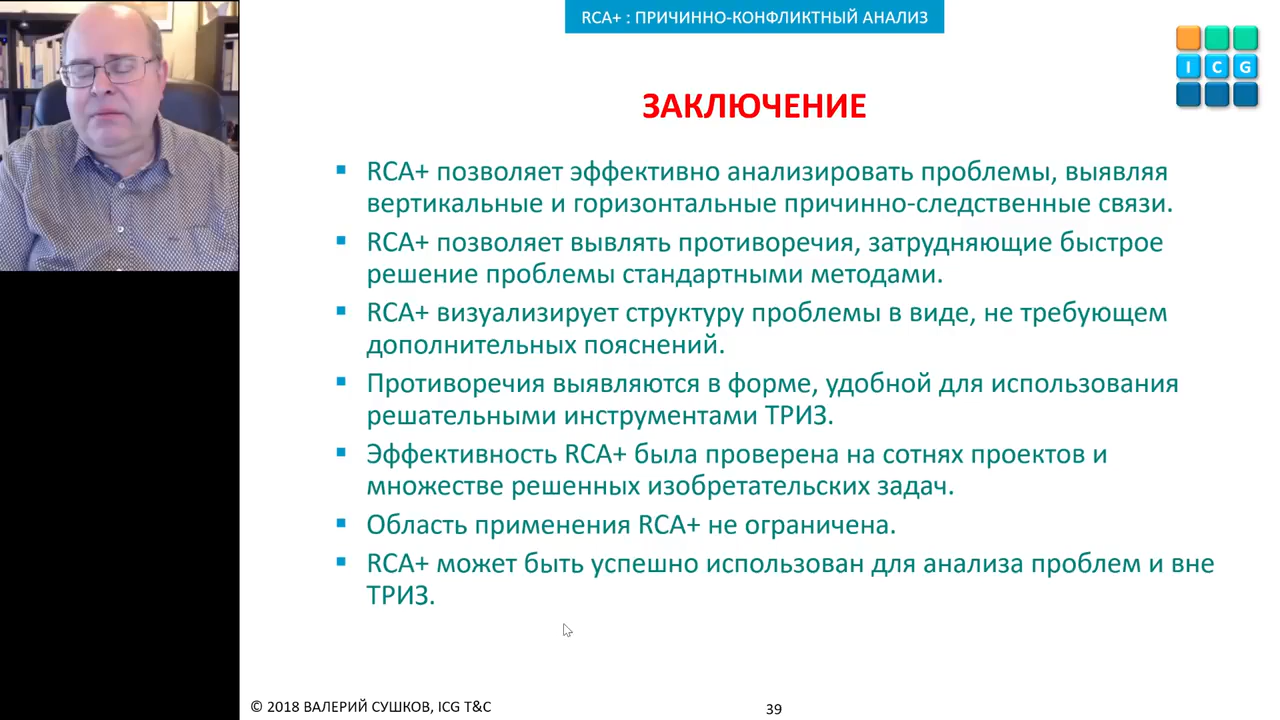 RCA+ : ПРИЧИННО-КОНФЛИКТНЫЙ АНАЛИЗ
I C G
ЗАКЛЮЧЕНИЕ
RCA+ позволяет эффективно анализировать проблемы, выявляя
вертикальные и горизонтальные причинно-следственные связи.
RCA+ позволяет вывлять противоречия, затрудняющие быстрое
решение проблемы стандартными методами.
RCA+ визуализирует структуру проблемы в виде, не требующем
дополнительных пояснений.
Противоречия выявляются в форме, удобной для использования
решательными инструментами ТРИЗ.
Эффективность RCA+ была проверена на сотнях проектов и
множестве решенных изобретательских задач.
Область применения RCA+ не ограничена.
RCA+ может быть успешно использован для анализа проблем и вне
ТРИЗ.
© 2018 ВАЛЕРИЙ СУШКОВ, ICG T&C
39